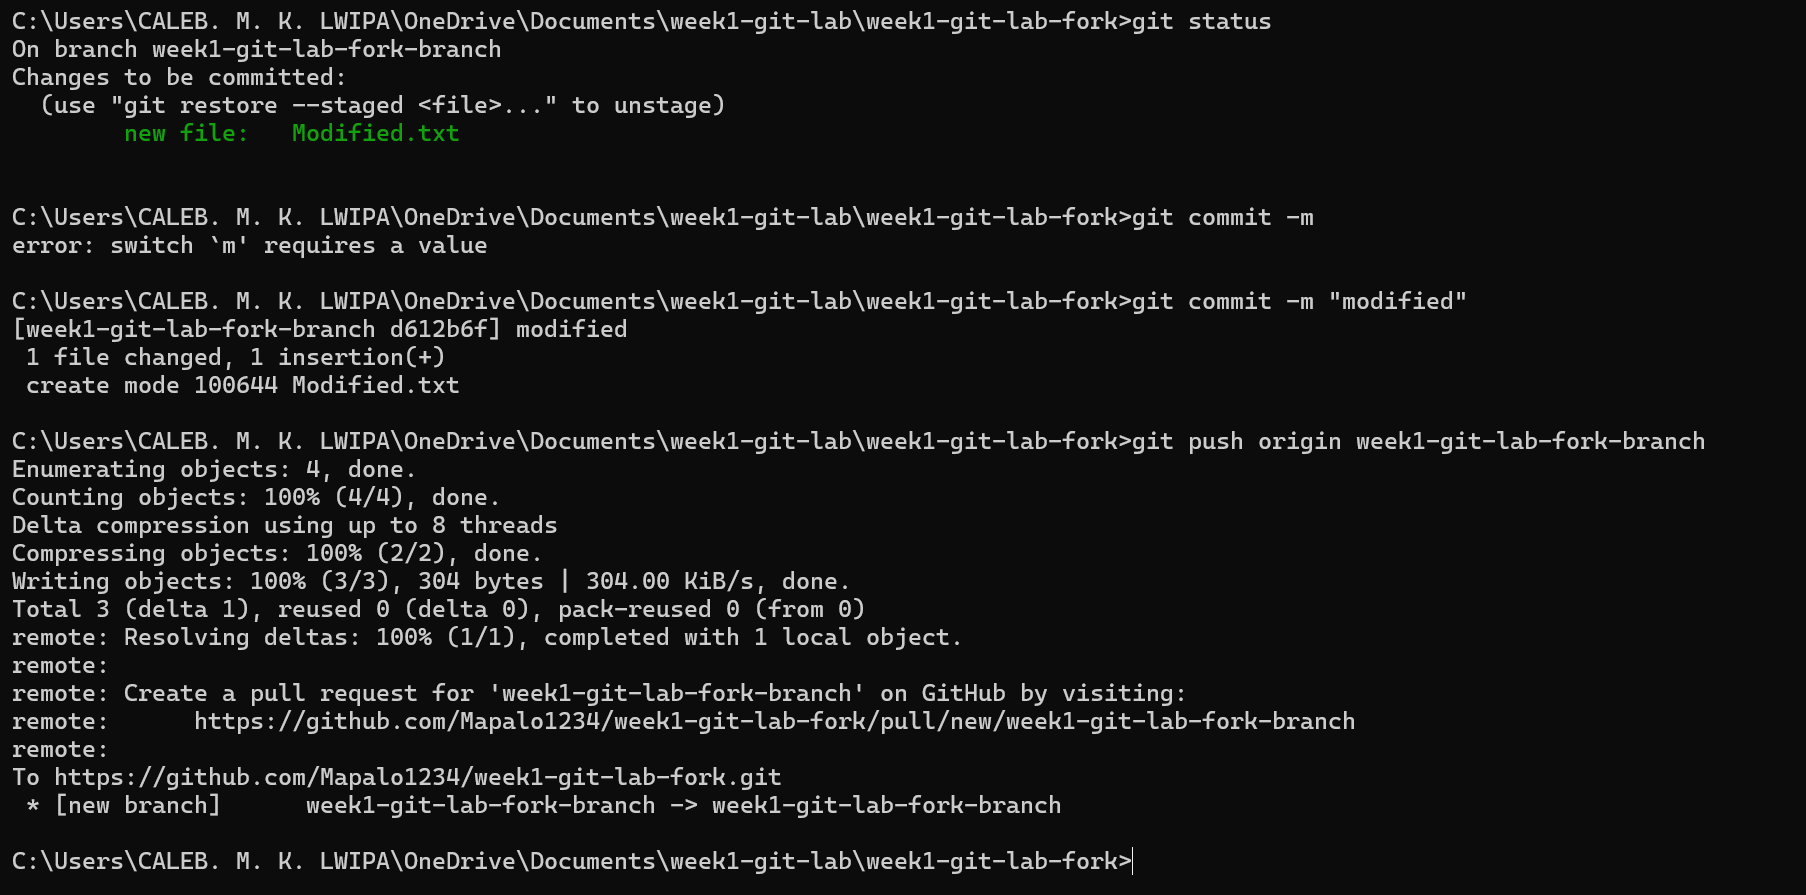 C:\Users\CALEB. M. K. LWIPA\OneDrive\Documents\week1-git-lab\week1-git-lab-fork>git status
On branch week1-git-lab-fork-branch
Changes to be committed:
  (use "git restore --staged <file>..." to unstage)
        new file:   Modified.txt
C:\Users\CALEB. M. K. LWIPA\OneDrive\Documents\week1-git-lab\week1-git-lab-fork>git commit -m
error: switch `m' requires a value
C:\Users\CALEB. M. K. LWIPA\OneDrive\Documents\week1-git-lab\week1-git-lab-fork>git commit -m "modified"
[week1-git-lab-fork-branch d612b6f] modified
 1 file changed, 1 insertion(+)
 create mode 100644 Modified.txt
C:\Users\CALEB. M. K. LWIPA\OneDrive\Documents\week1-git-lab\week1-git-lab-fork>git push origin week1-git-lab-fork-branch
Enumerating objects: 4, done.
Counting objects: 100% (4/4), done.
Delta compression using up to 8 threads
Compressing objects: 100% (2/2), done.
Writing objects: 100% (3/3), 304 bytes | 304.00 KiB/s, done.
Total 3 (delta 1), reused 0 (delta 0), pack-reused 0 (from 0)
remote: Resolving deltas: 100% (1/1), completed with 1 local object.
remote:
remote: Create a pull request for 'week1-git-lab-fork-branch' on GitHub by visiting:
remote:      https://github.com/Mapalo1234/week1-git-lab-fork/pull/new/week1-git-lab-fork-branch
remote:
To https://github.com/Mapalo1234/week1-git-lab-fork.git
 * [new branch]      week1-git-lab-fork-branch -> week1-git-lab-fork-branch
C:\Users\CALEB. M. K. LWIPA\OneDrive\Documents\week1-git-lab\week1-git-lab-fork>